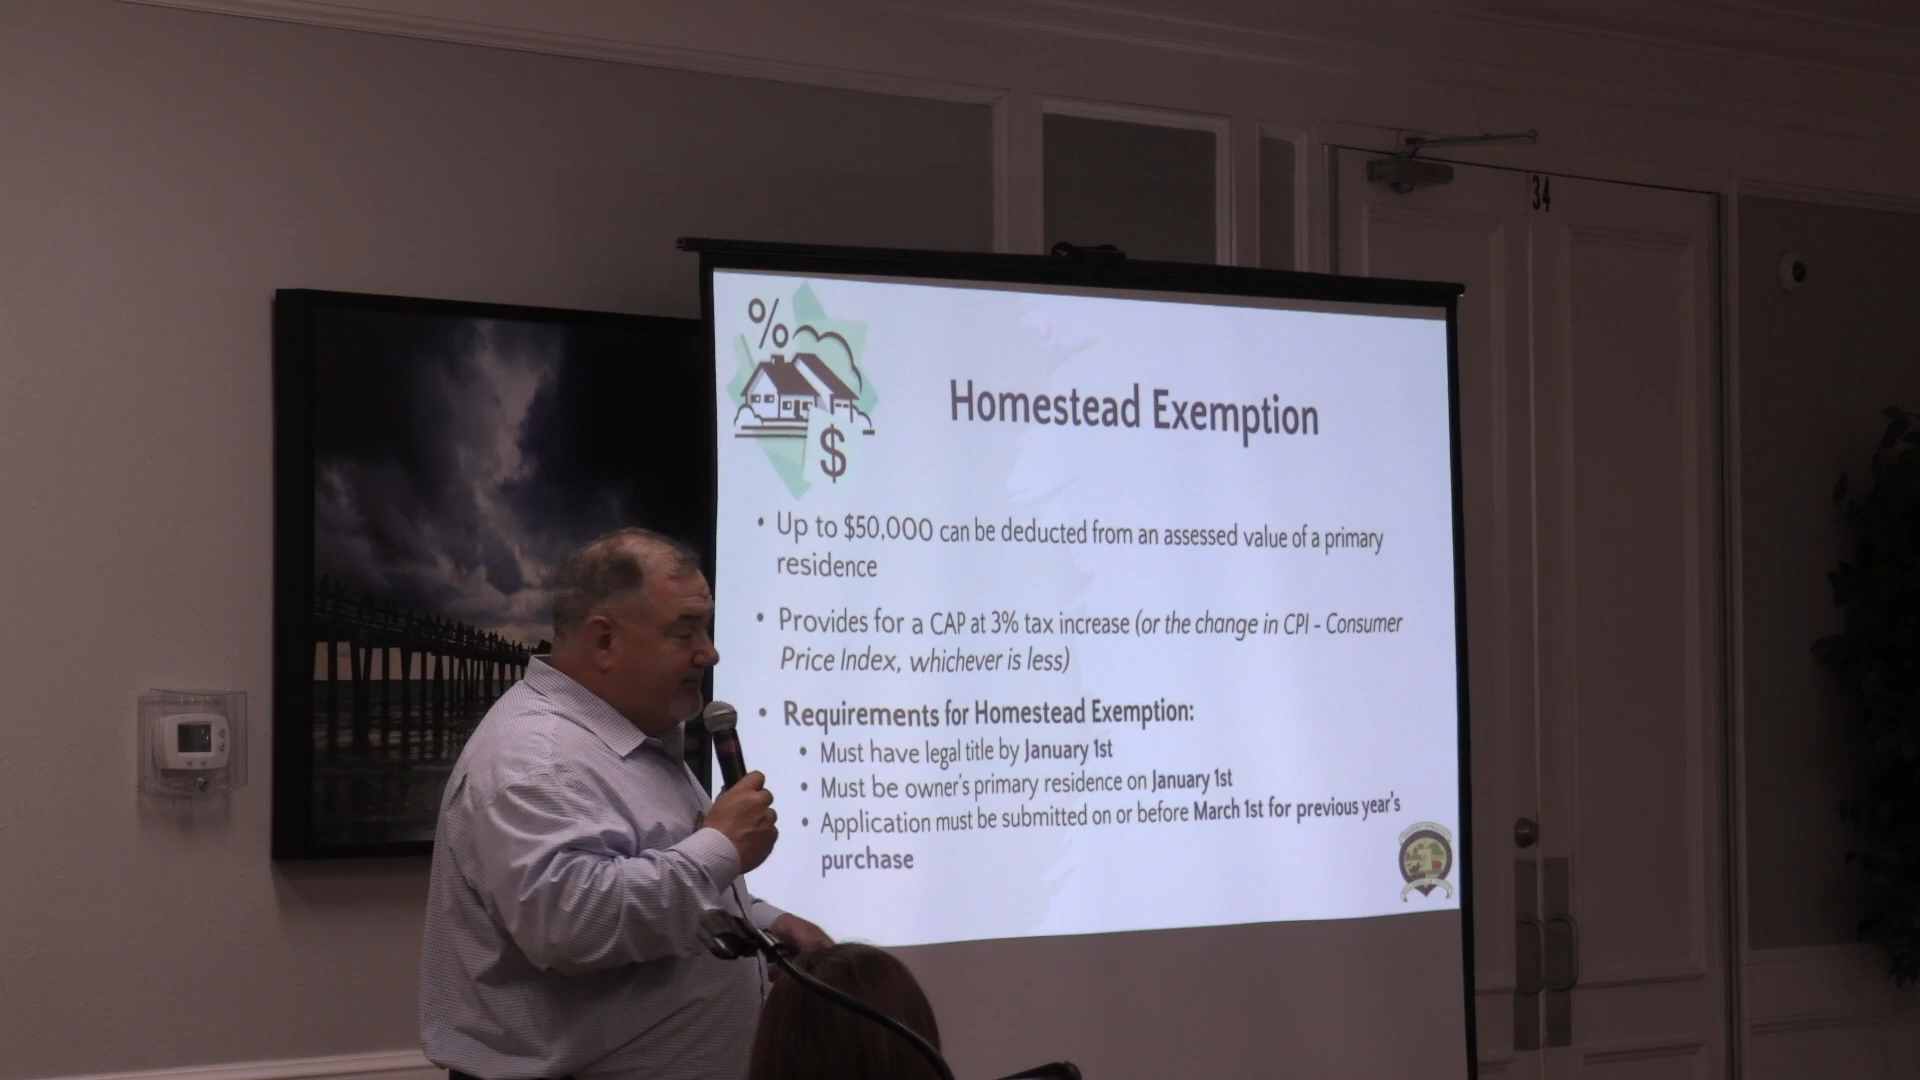 34
%
$
Homestead Exemption
• Up to $50,000 can be deducted from an assessed value of a primary
residence
• Provides for a CAP at 3% tax increase (or the change in CPI - Consumer
Price Index, whichever is less)
• Requirements for Homestead Exemption:
• Must have legal title by January 1st
• Must be owner's primary residence on January 1st
• Application must be submitted on or before March 1st for previous year's
purchase